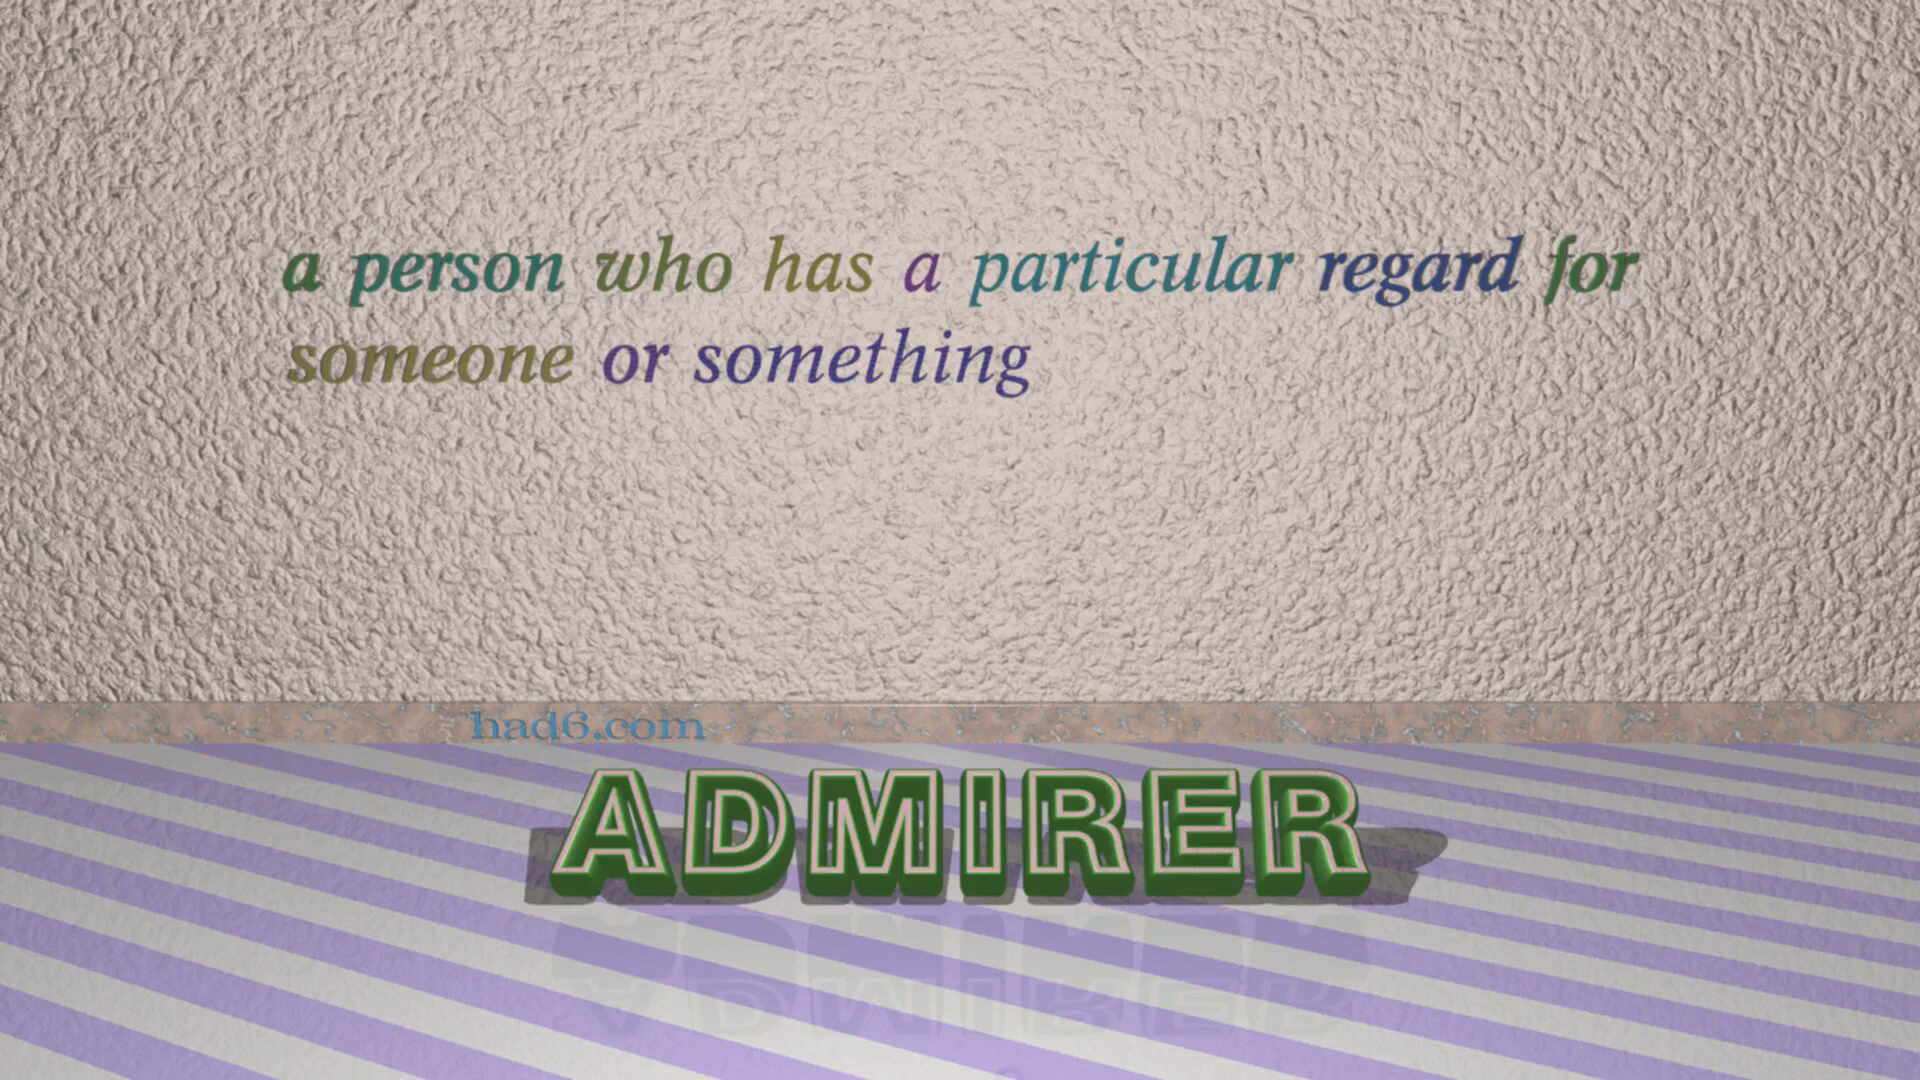 a person who has a particular regard for
someone or something
had6.com
ADMIRER